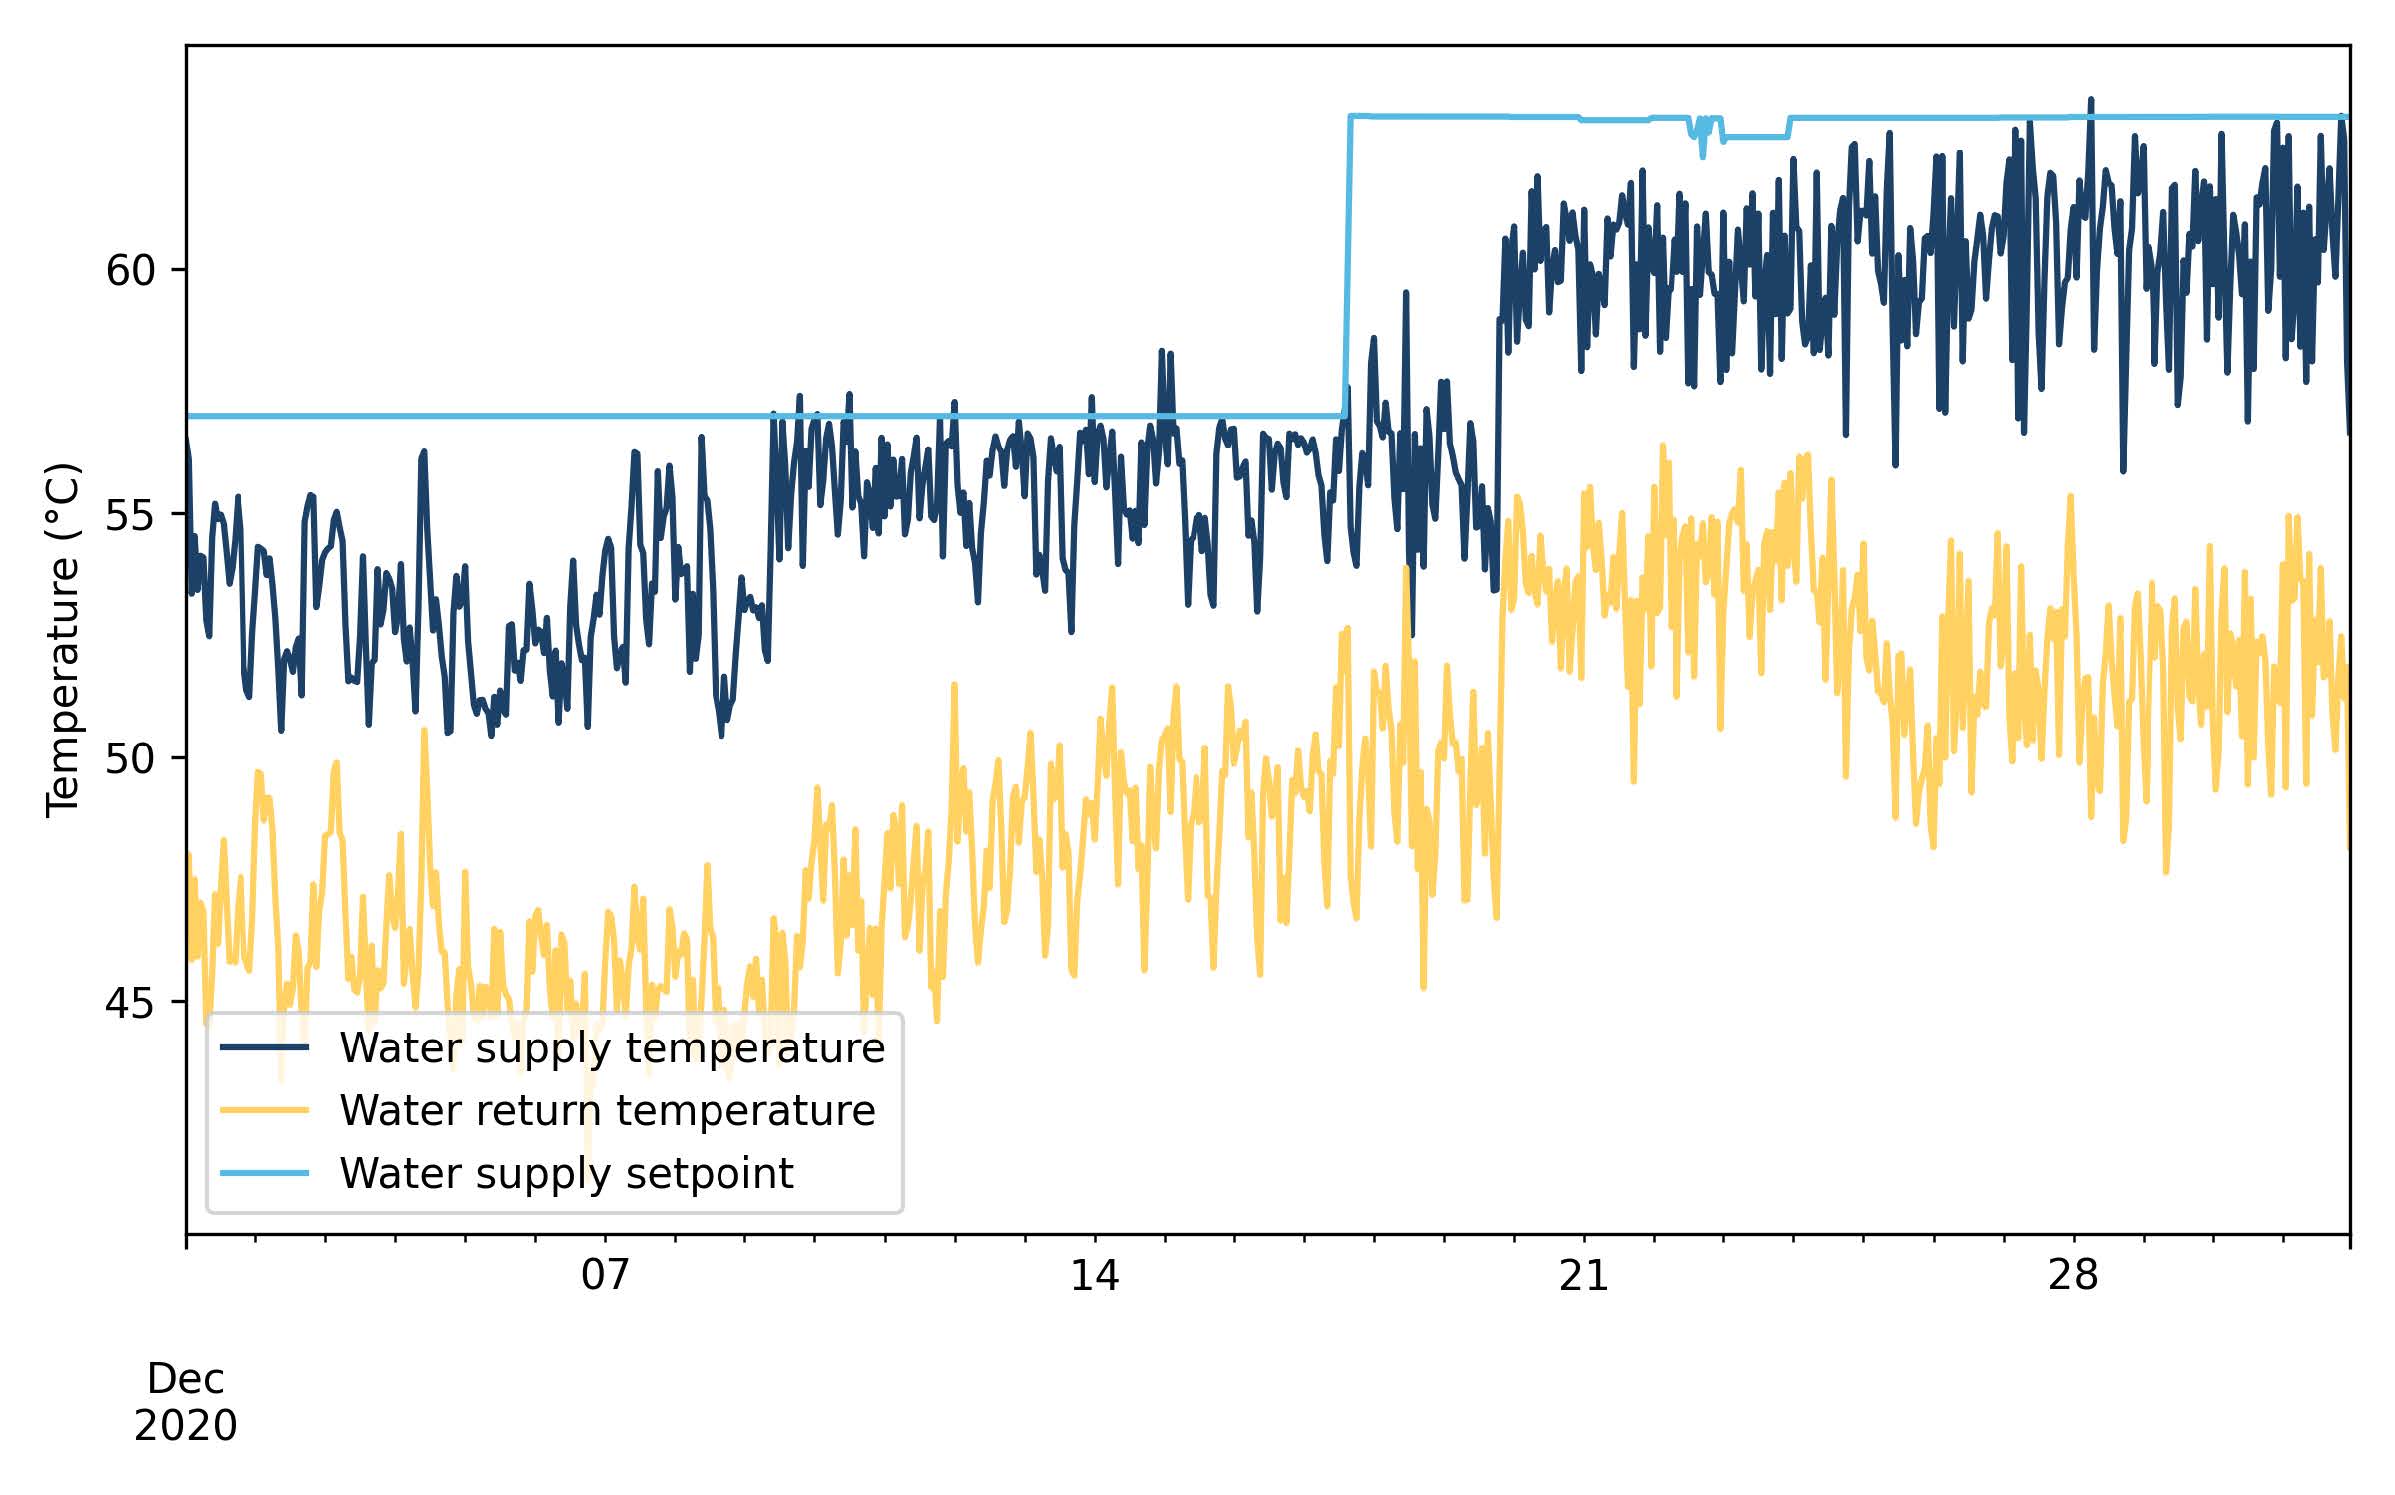 Temperature (°C)
60
55
50
45
Water supply temperature
Water return temperature
Water supply setpoint
07
14
21
28
Dec
2020